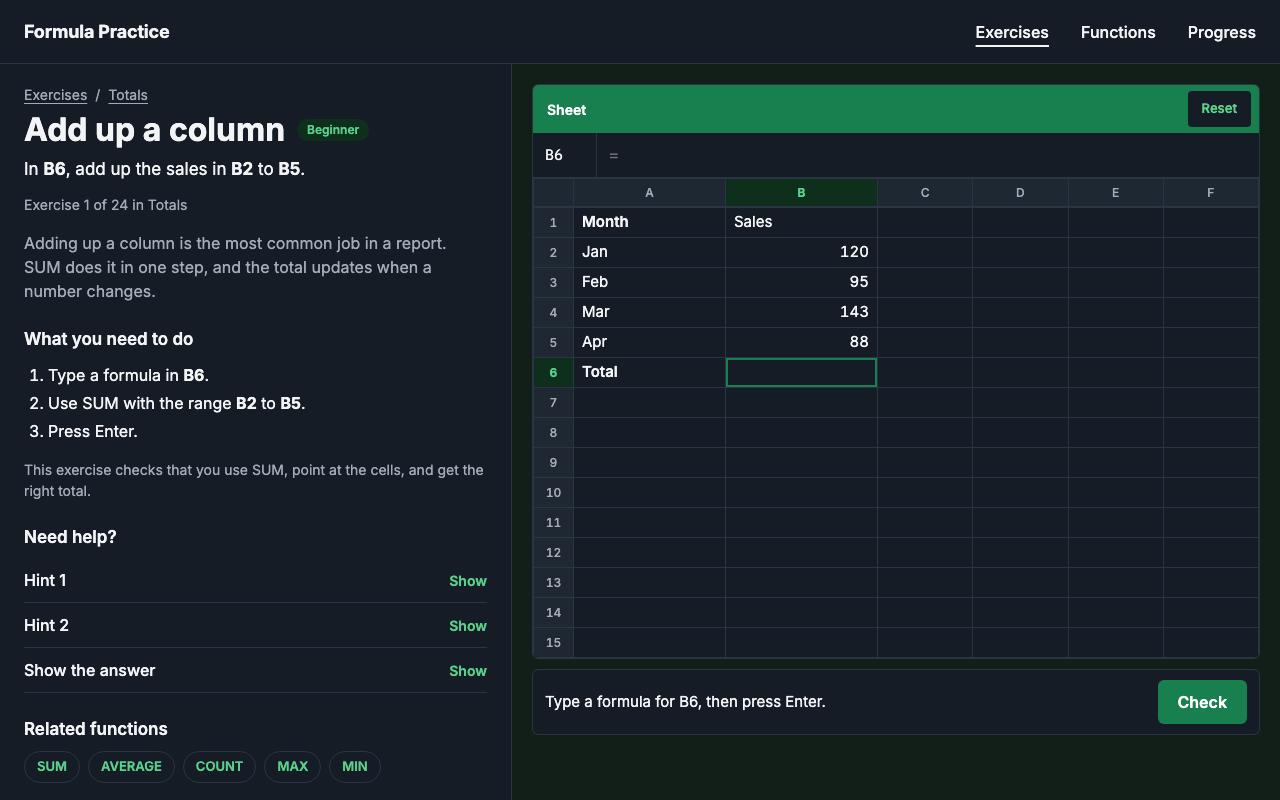 Formula Practice
Exercises Functions Progress
Exercises / Totals
Add up a column Beginner
In B6, add up the sales in B2 to B5.
Exercise 1 of 24 in Totals
Adding up a column is the most common job in a report.
SUM does it in one step, and the total updates when a
number changes.
What you need to do
1. Type a formula in B6.
2. Use SUM with the range B2 to B5.
3. Press Enter.
This exercise checks that you use SUM, point at the cells, and get the
right total.
Need help?
Hint 1 Show
Hint 2 Show
Show the answer Show
Related functions
SUM AVERAGE COUNT MAX MIN
Sheet Reset
B6 =
A B C D E F
1 Month Sales
2 Jan 120
3 Feb 95
4 Mar 143
5 Apr 88
6 Total
7
8
9
10
11
12
13
14
15
Type a formula for B6, then press Enter. Check